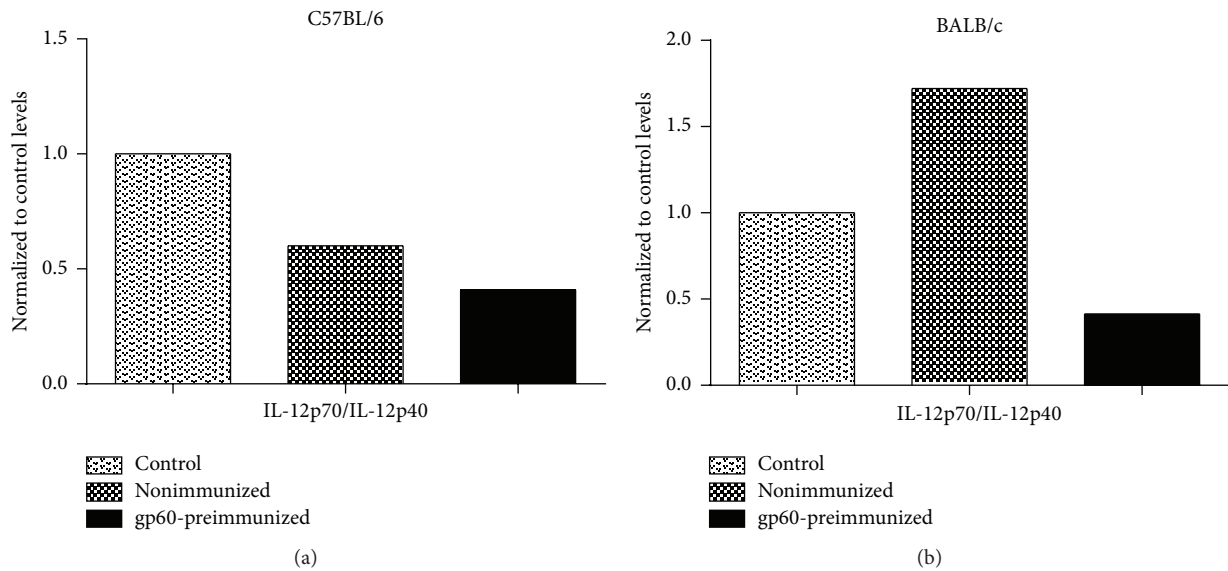 C57BL/6
1.5
1.0
0.5
0.0
Normalized to control levels
IL-12p70/IL-12p40
Control
Nonimmunized
gp60-preimmunized
(a)
BALB/c
2.0
1.5
1.0
0.5
0.0
Normalized to control levels
IL-12p70/IL-12p40
Control
Nonimmunized
gp60-preimmunized
(b)